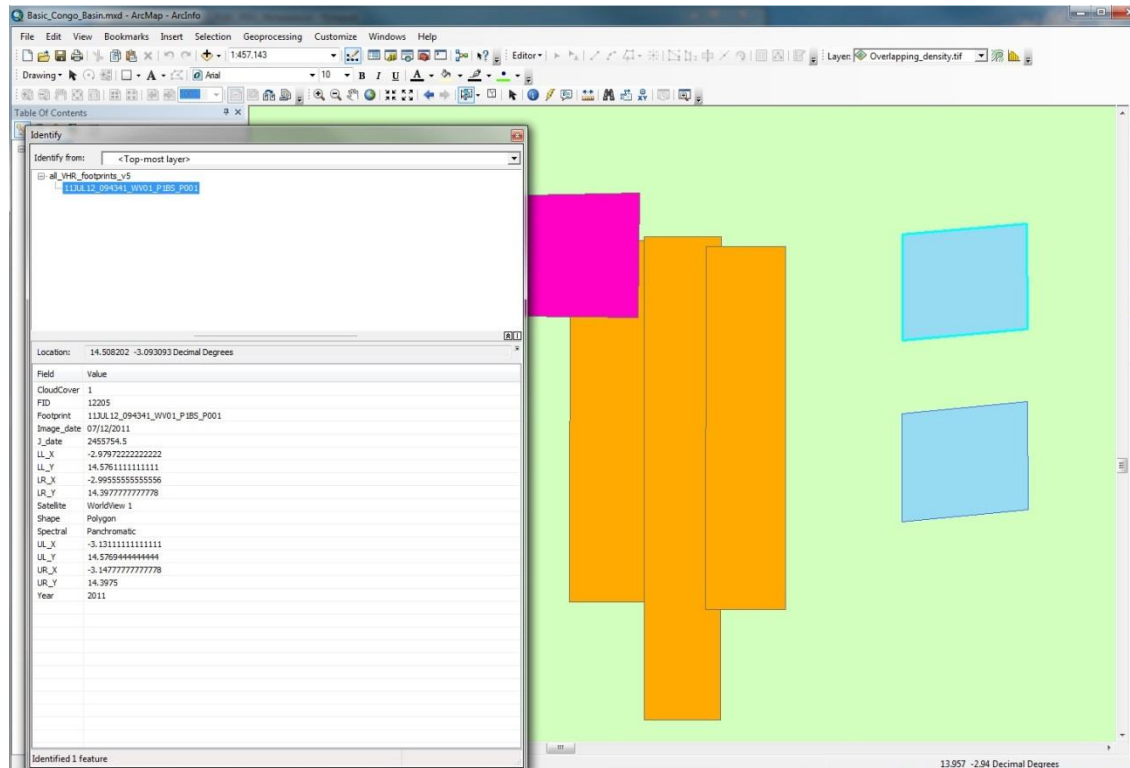 Basic_Congo_Basin.mxd - ArcMap - ArcInfo
File Edit View Bookmarks Insert Selection Geoprocessing Customize Windows Help
1:457,143 Editor Layer: Overlapping_density.tif
Drawing A Arial 10 B I U A
Table Of Contents
Identify
Identify from: <Top-most layer>
all_VHR_footprints_v5
11JUL12_094341_WV01_P1BS_P001
Location: 14.508202 -3.093093 Decimal Degrees
Field Value
CloudCover 1
FID 12205
Footprint 11JUL12_094341_WV01_P1BS_P001
Image_date 07/12/2011
J_date 2455754.5
LL_X -2.97972222222222
LL_Y 14.5761111111111
LR_X -2.99555555555556
LR_Y 14.3977777777778
Satellite WorldView 1
Shape Polygon
Spectral Panchromatic
UL_X -3.13111111111111
UL_Y 14.5769444444444
UR_X -3.14777777777778
UR_Y 14.3975
Year 2011
Identified 1 feature
13.957 -2.94 Decimal Degrees